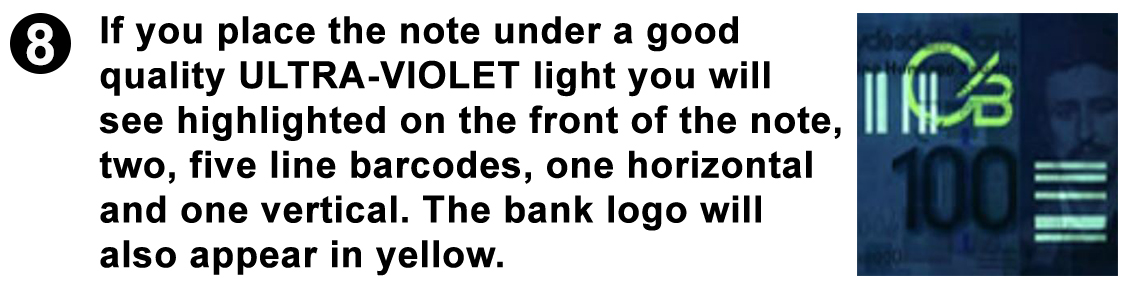 8 If you place the note under a good
quality ULTRA-VIOLET light you will
see highlighted on the front of the note,
two, five line barcodes, one horizontal
and one vertical. The bank logo will
also appear in yellow.
CB
100